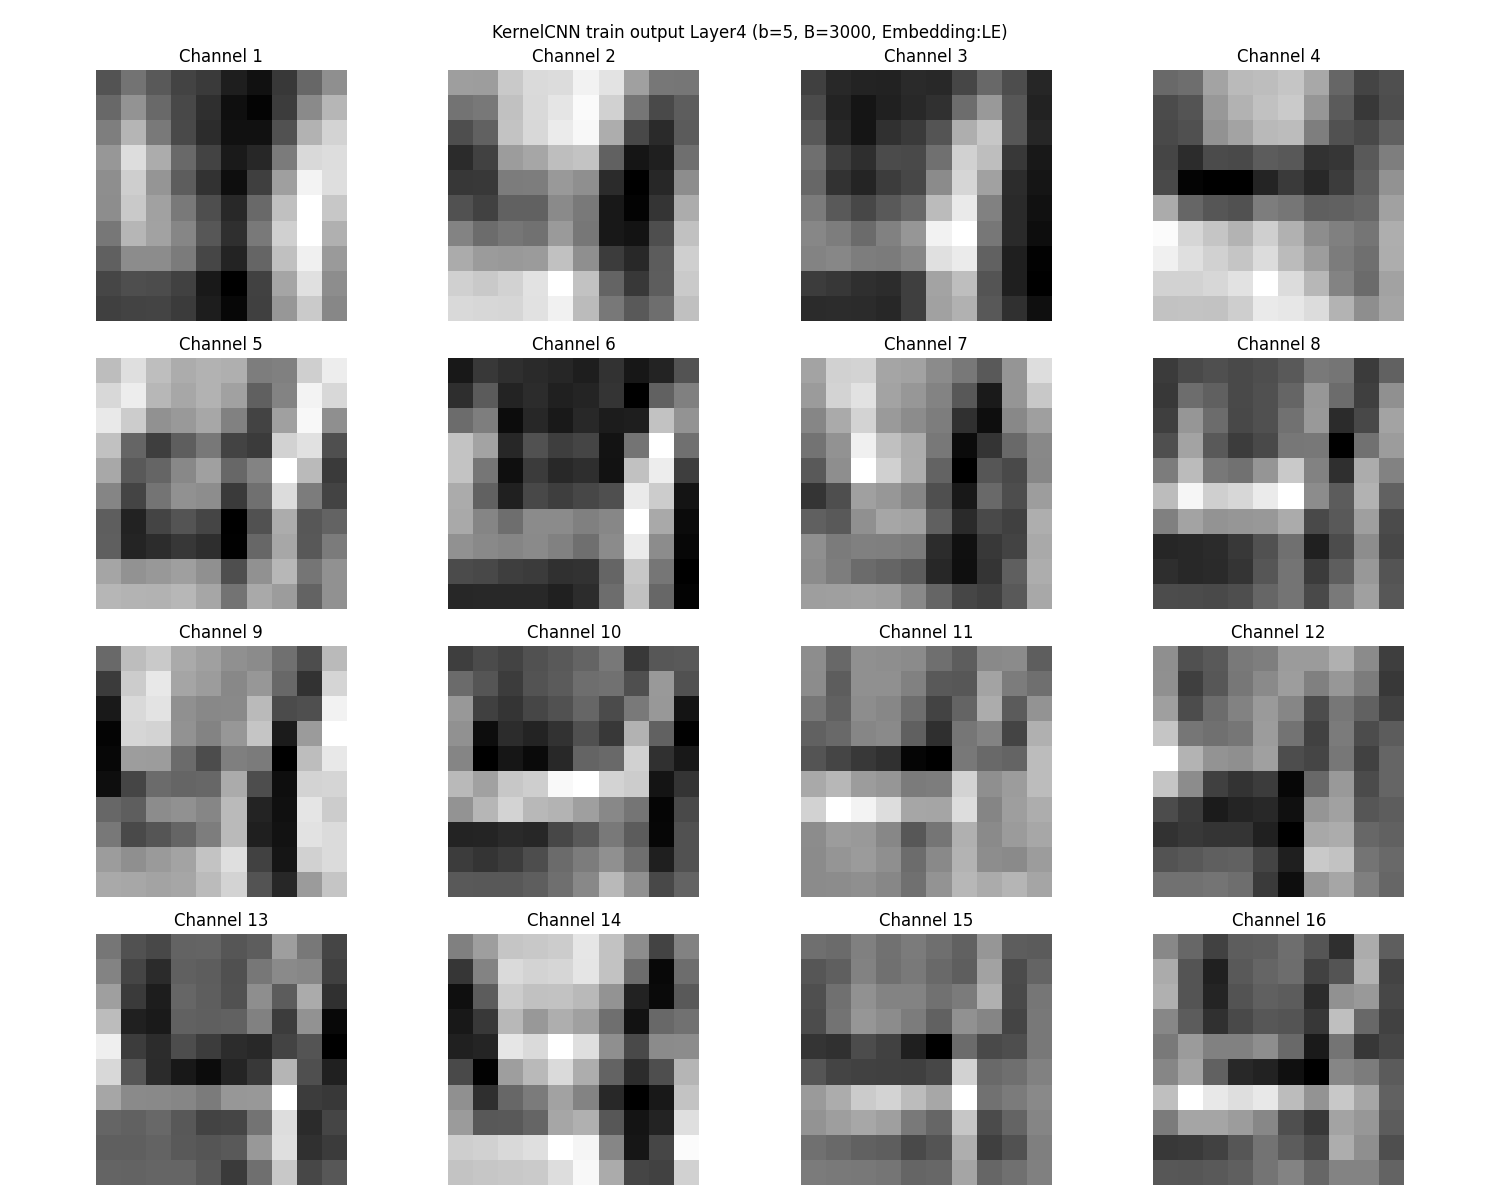 KernelCNN train output Layer4 (b=5, B=3000, Embedding:LE)
Channel 1
Channel 2
Channel 3
Channel 4
Channel 5
Channel 6
Channel 7
Channel 8
Channel 9
Channel 10
Channel 11
Channel 12
Channel 13
Channel 14
Channel 15
Channel 16